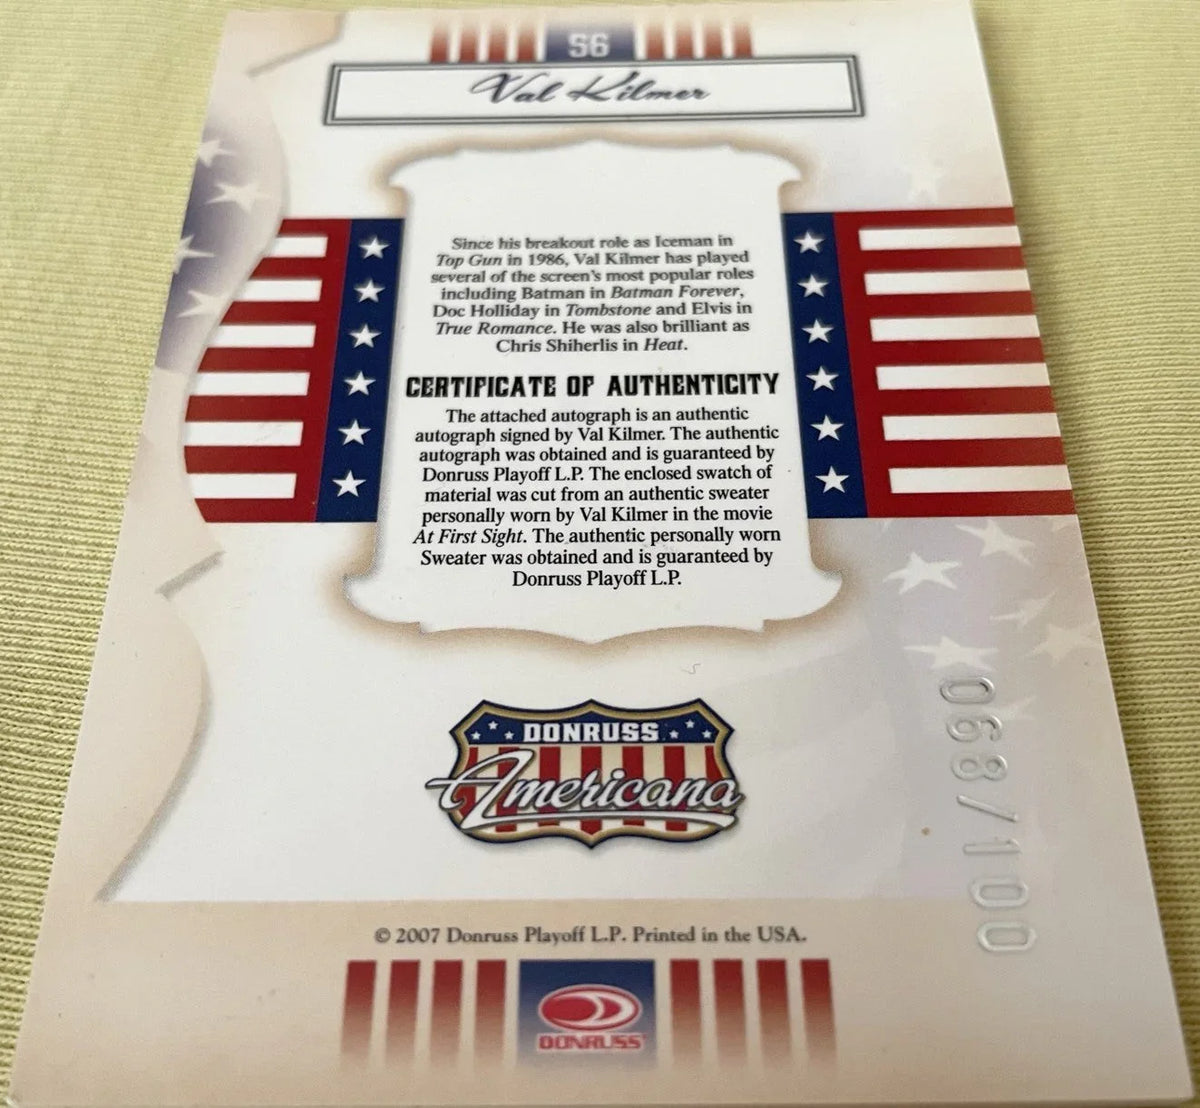 56
Val Kilmer
Since his breakout role as Iceman in
Top Gun in 1986, Val Kilmer has played
several of the screen's most popular roles
including Batman in Batman Forever,
Doc Holliday in Tombstone and Elvis in
True Romance. He was also brilliant as
Chris Shiherlis in Heat.
CERTIFICATE OF AUTHENTICITY
The attached autograph is an authentic
autograph signed by Val Kilmer. The authentic
autograph was obtained and is guaranteed by
Donruss Playoff L.P. The enclosed swatch of
material was cut from an authentic sweater
personally worn by Val Kilmer in the movie
At First Sight. The authentic personally worn
Sweater was obtained and is guaranteed by
Donruss Playoff L.P.
068/100
DONRUSS
Americana
© 2007 Donruss Playoff L.P. Printed in the USA.
DONRUSS